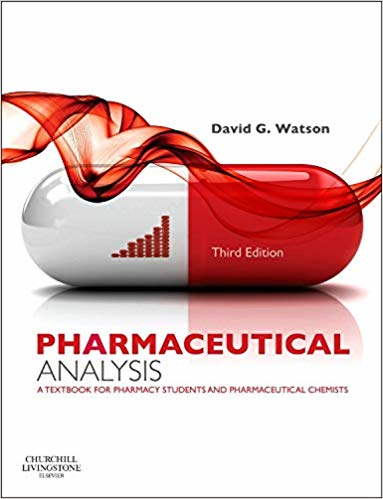 David G. Watson
Third Edition
PHARMACEUTICAL
ANALYSIS
A TEXTBOOK FOR PHARMACY STUDENTS AND PHARMACEUTICAL CHEMISTS
CHURCHILL
LIVINGSTONE
ELSEVIER